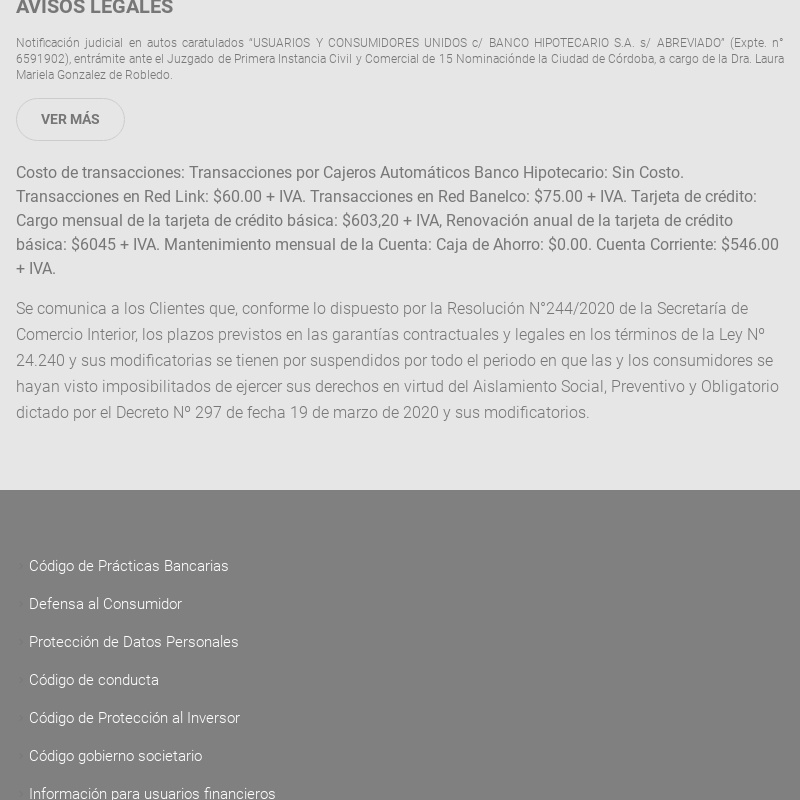 AVISOS LEGALES
Notificación judicial en autos caratulados "USUARIOS Y CONSUMIDORES UNIDOS c/ BANCO HIPOTECARIO S.A. s/ ABREVIADO" (Expte. n°
6591902), entrámite ante el Juzgado de Primera Instancia Civil y Comercial de 15 Nominaciónde la Ciudad de Córdoba, a cargo de la Dra. Laura
Mariela Gonzalez de Robledo.
VER MÁS
Costo de transacciones: Transacciones por Cajeros Automáticos Banco Hipotecario: Sin Costo.
Transacciones en Red Link: $60.00 + IVA. Transacciones en Red Banelco: $75.00 + IVA. Tarjeta de crédito:
Cargo mensual de la tarjeta de crédito básica: $603,20 + IVA, Renovación anual de la tarjeta de crédito
básica: $6045 + IVA. Mantenimiento mensual de la Cuenta: Caja de Ahorro: $0.00. Cuenta Corriente: $546.00
+ IVA.
Se comunica a los Clientes que, conforme lo dispuesto por la Resolución N°244/2020 de la Secretaría de
Comercio Interior, los plazos previstos en las garantías contractuales y legales en los términos de la Ley Nº
24.240 y sus modificatorias se tienen por suspendidos por todo el periodo en que las y los consumidores se
hayan visto imposibilitados de ejercer sus derechos en virtud del Aislamiento Social, Preventivo y Obligatorio
dictado por el Decreto Nº 297 de fecha 19 de marzo de 2020 y sus modificatorios.
Código de Prácticas Bancarias
Defensa al Consumidor
Protección de Datos Personales
Código de conducta
Código de Protección al Inversor
Código gobierno societario
Información para usuarios financieros